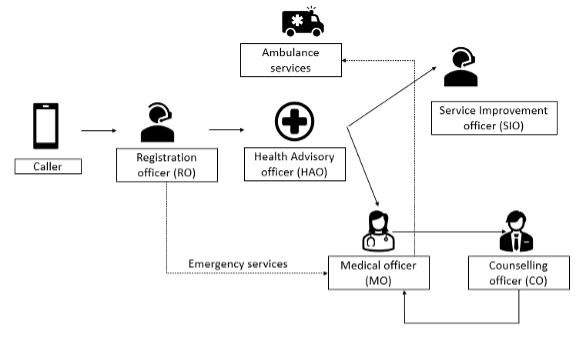 Ambulance
services
Service Improvement
officer (SIO)
Caller
Registration
officer (RO)
Health Advisory
officer (HAO)
Emergency services
Medical officer
(MO)
Counselling
officer (CO)